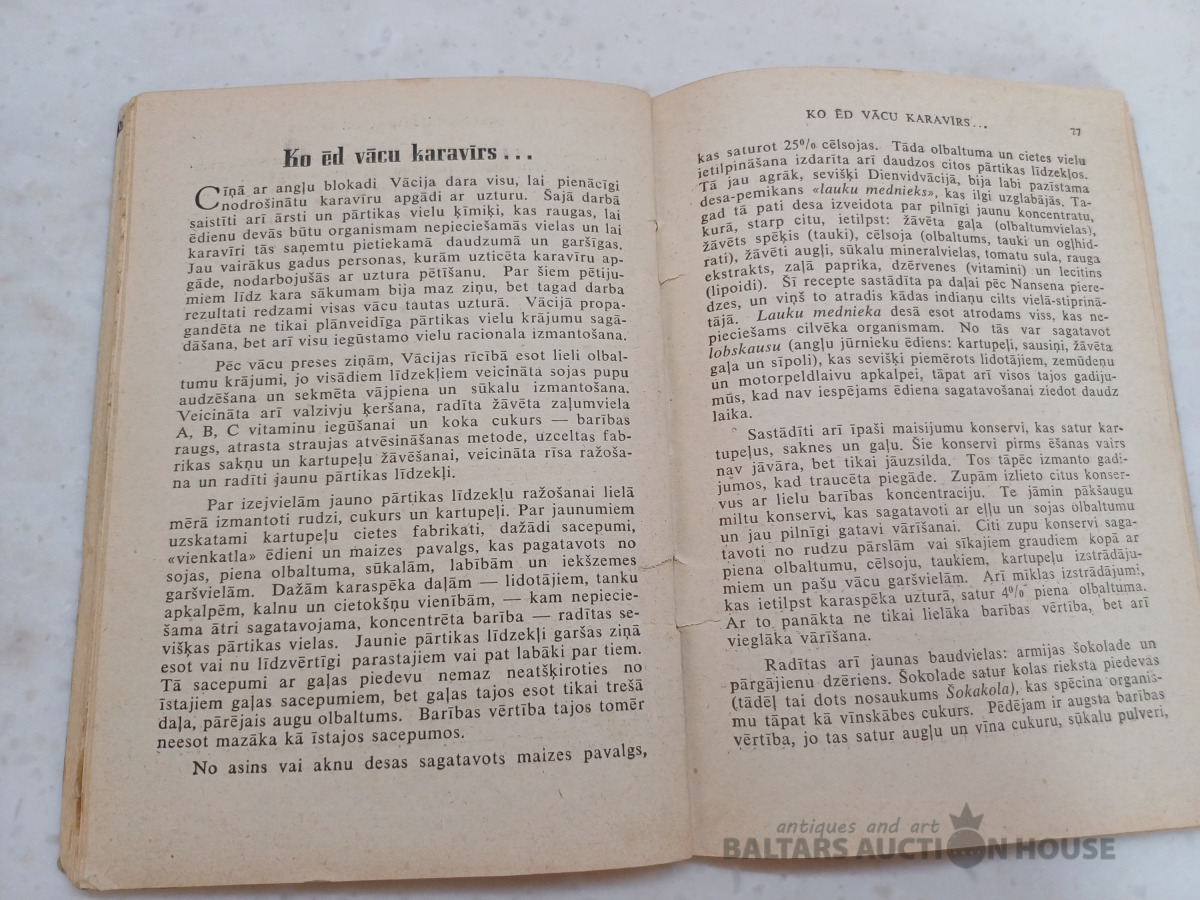 Ko ēd vācu karavīrs...
Cīņā ar angļu blokadi Vācija dara visu, lai pienācīgi
nodrošinātu karavīru apgādi ar uzturu. Šajā darbā
saistīti arī ārsti un pārtikas vielu ķīmiķi, kas raugas, lai
ēdienu devās būtu organismam nepieciešamās vielas un lai
karavīri tās saņemtu pietiekamā daudzumā un garšīgas.
Jau vairākus gadus personas, kurām uzticēta karavīru ap-
gāde, nodarbojušās ar uztura pētīšanu. Par šiem pētīju-
miem līdz kara sākumam bija maz ziņu, bet tagad darba
rezultati redzami visas vācu tautas uzturā. Vācijā propa-
gandēta ne tikai plānveidīga pārtikas vielu krājumu sagā-
dāšana, bet arī visu iegūstamo vielu racionala izmantošana.
Pēc vācu preses ziņām, Vācijas rīcībā esot lieli olbal-
tumu krājumi, jo visādiem līdzekļiem veicināta sojas pupu
audzēšana un sekmēta vājpiena un sūkalu izmantošana.
Veicināta arī valzivju ķeršana, radīta žāvēta zaļumviela
A, B, C vitaminu iegūšanai un koka cukurs — barības
raugs, atrasta straujas atvēsināšanas metode, uzceltas fab-
rikas sakņu un kartupeļu žāvēšanai, veicināta rīsa ražoša-
na un radīti jaunu pārtikas līdzekļi.
Par izejvielām jauno pārtikas līdzekļu ražošanai lielā
mērā izmantoti rudzi, cukurs un kartupeļi. Par jaunumiem
uzskatami kartupeļu cietes fabrikati, dažādi sacepumi,
«vienkatla» ēdieni un maizes pavalgs, kas pagatavots no
sojas, piena olbaltuma, sūkalām, labībām un iekšzemes
garšvielām. Dažām karaspēka daļām — lidotājiem, tanku
apkalpēm, kalnu un cietokšņu vienībām, — kam nepiecie-
šama ātri sagatavojama, koncentrēta barība — radītas se-
višķas pārtikas vielas. Jaunie pārtikas līdzekļi garšas ziņā
esot vai nu līdzvērtīgi parastajiem vai pat labāki par tiem.
Tā sacepumi ar gaļas piedevu nemaz neatšķiroties no
īstajiem gaļas sacepumiem, bet gaļas tajos esot tikai trešā
daļa, pārējais augu olbaltums. Barības vērtība tajos tomēr
neesot mazāka kā īstajos sacepumos.
No asins vai aknu desas sagatavots maizes pavalgs,
KO ĒD VĀCU KARAVĪRS... 77
kas saturot 25% cēlsojas. Tāda olbaltuma un cietes vielu
ietilpināšana izdarīta arī daudzos citos pārtikas līdzekļos.
Tā jau agrāk, sevišķi Dienvidvācijā, bija labi pazīstama
desa-pemikans «lauku mednieks», kas ilgi uzglabājās. Ta-
gad tā pati desa izveidota par pilnīgi jaunu koncentratu,
kurā, starp citu, ietilpst: žāvēta gaļa (olbaltumvielas),
žāvēts speķis (tauki), cēlsoja (olbaltums, tauki un ogļhid-
rati), žāvēti augļi, sūkalu mineralvielas, tomatu sula, rauga
ekstrakts, zaļā paprika, dzērvenes (vitamini) un lecitins
(lipoidi). Šī recepte sastādīta pa daļai pēc Nansena piere-
dzes, un viņš to atradis kādas indiaņu cilts vielā-stiprinā-
tājā. Lauku mednieka desā esot atrodams viss, kas ne-
pieciešams cilvēka organismam. No tās var sagatavot
lobskausu (angļu jūrnieku ēdiens: kartupeļi, sausiņi, žāvēta
gaļa un sīpoli), kas sevišķi piemērots lidotājiem, zemūdeņu
un motorpeldlaivu apkalpei, tāpat arī visos tajos gadiju-
mūs, kad nav iespējams ēdiena sagatavošanai ziedot daudz
laika.
Sastādīti arī īpaši maisijumu konservi, kas satur kar-
tupeļus, saknes un gaļu. Šie konservi pirms ēšanas vairs
nav jāvāra, bet tikai jāuzsilda. Tos tāpēc izmanto gadi-
jumos, kad traucēta piegāde. Zupām izlieto citus konser-
vus ar lielu barības koncentraciju. Te jāmin pākšaugu
miltu konservi, kas sagatavoti ar eļļu un sojas olbaltumu
un jau pilnīgi gatavi vārīšanai. Citi zupu konservi saga-
tavoti no rudzu pārslām vai sīkajiem graudiem kopā ar
piena olbaltumu, cēlsoju, taukiem, kartupeļu izstrādāju-
miem un pašu vācu garšvielām. Arī mīklas izstrādājumi,
kas ietilpst karaspēka uzturā, satur 4% piena olbaltuma.
Ar to panākta ne tikai lielāka barības vērtība, bet arī
vieglāka vārīšana.
Radītas arī jaunas baudvielas: armijas šokolade un
pārgājienu dzēriens. Šokolade satur kolas rieksta piedevas
(tādēļ tai dots nosaukums Šokakola), kas spēcina organis-
mu tāpat kā vīnskābes cukurs. Pēdējam ir augsta barības
vērtība, jo tas satur augļu un vīna cukuru, sūkalu pulveri,
antiques and art
BALTARS AUCTION HOUSE